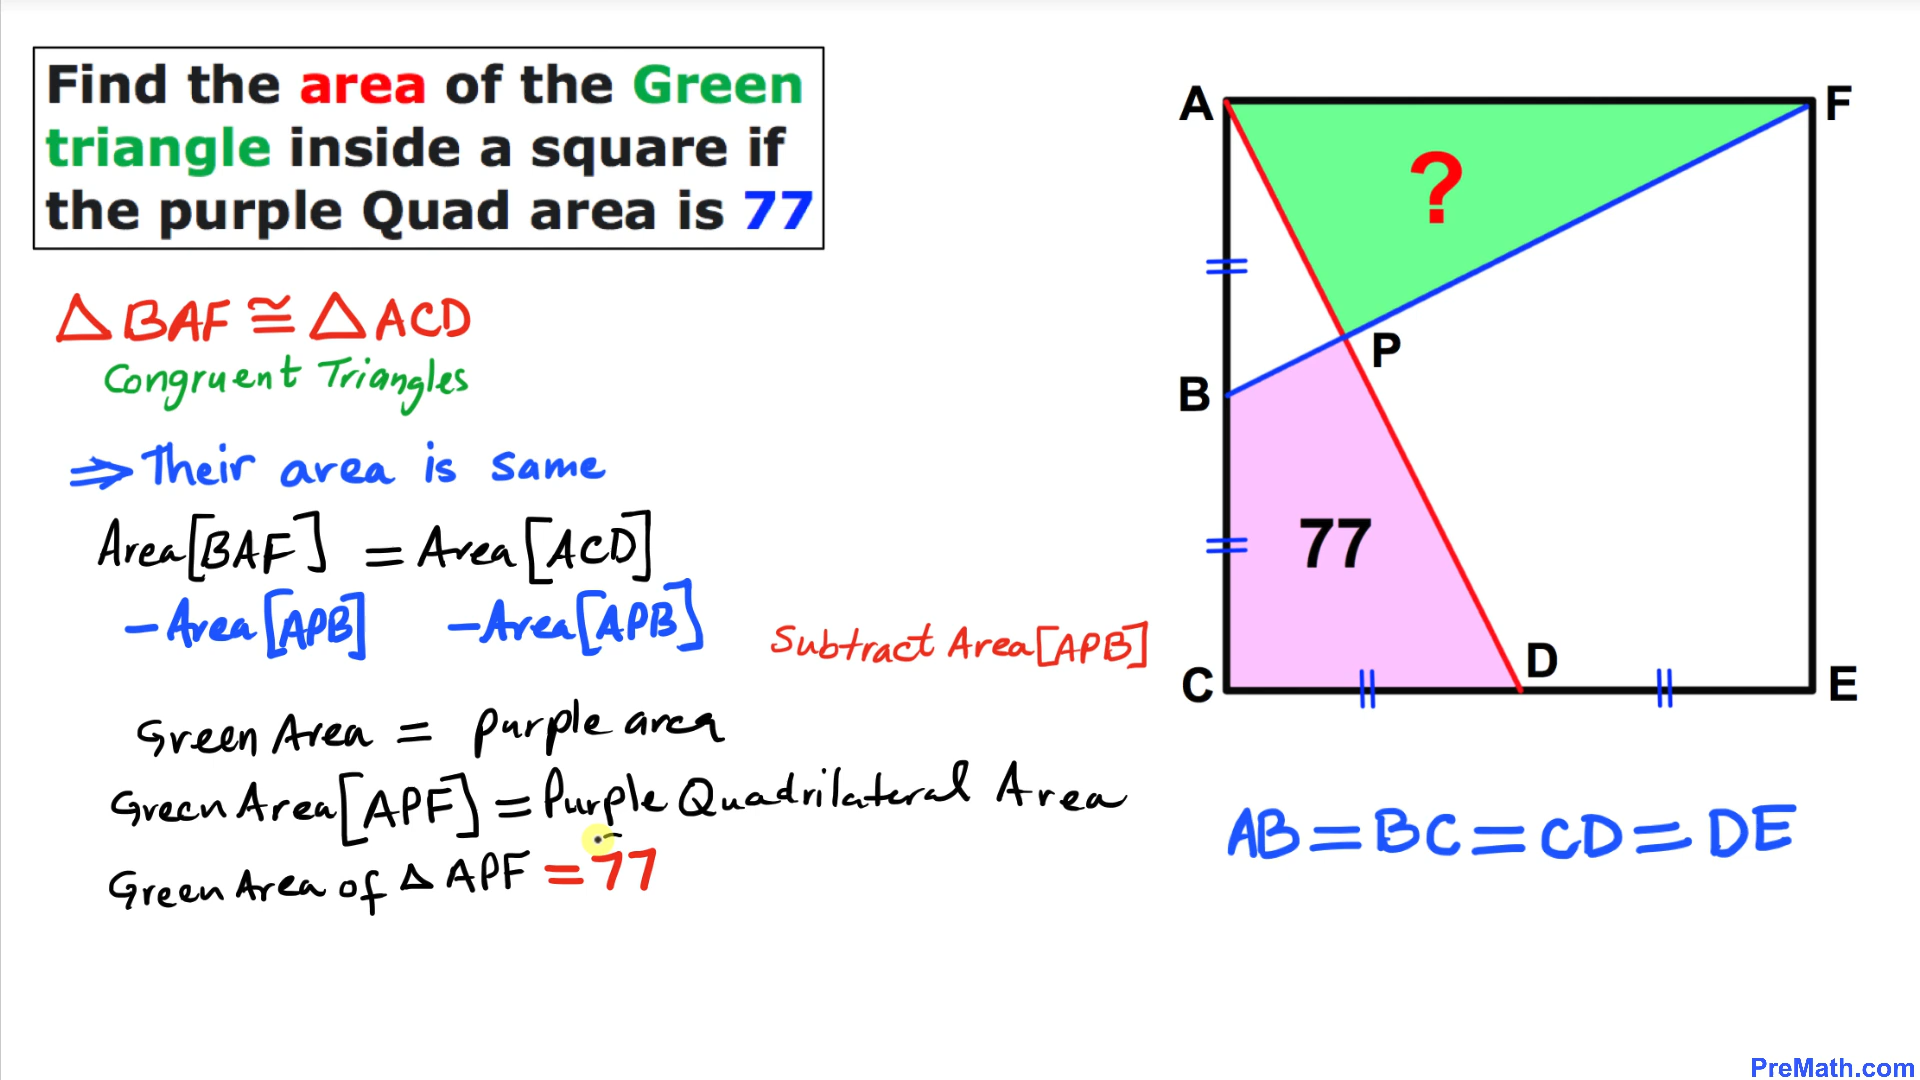 Find the area of the Green
triangle inside a square if
the purple Quad area is 77
△ BAF ≅ △ ACD
Congruent Triangles
⇒ Their area is same
Area[BAF] = Area[ACD]
-Area[APB] -Area[APB]
Subtract Area[APB]
Green Area = purple area
Green Area[APF] = Purple Quadrilateral Area
Green Area of △ APF = 77
A
F
?
P
B
77
D
C
E
AB = BC = CD = DE
PreMath.com